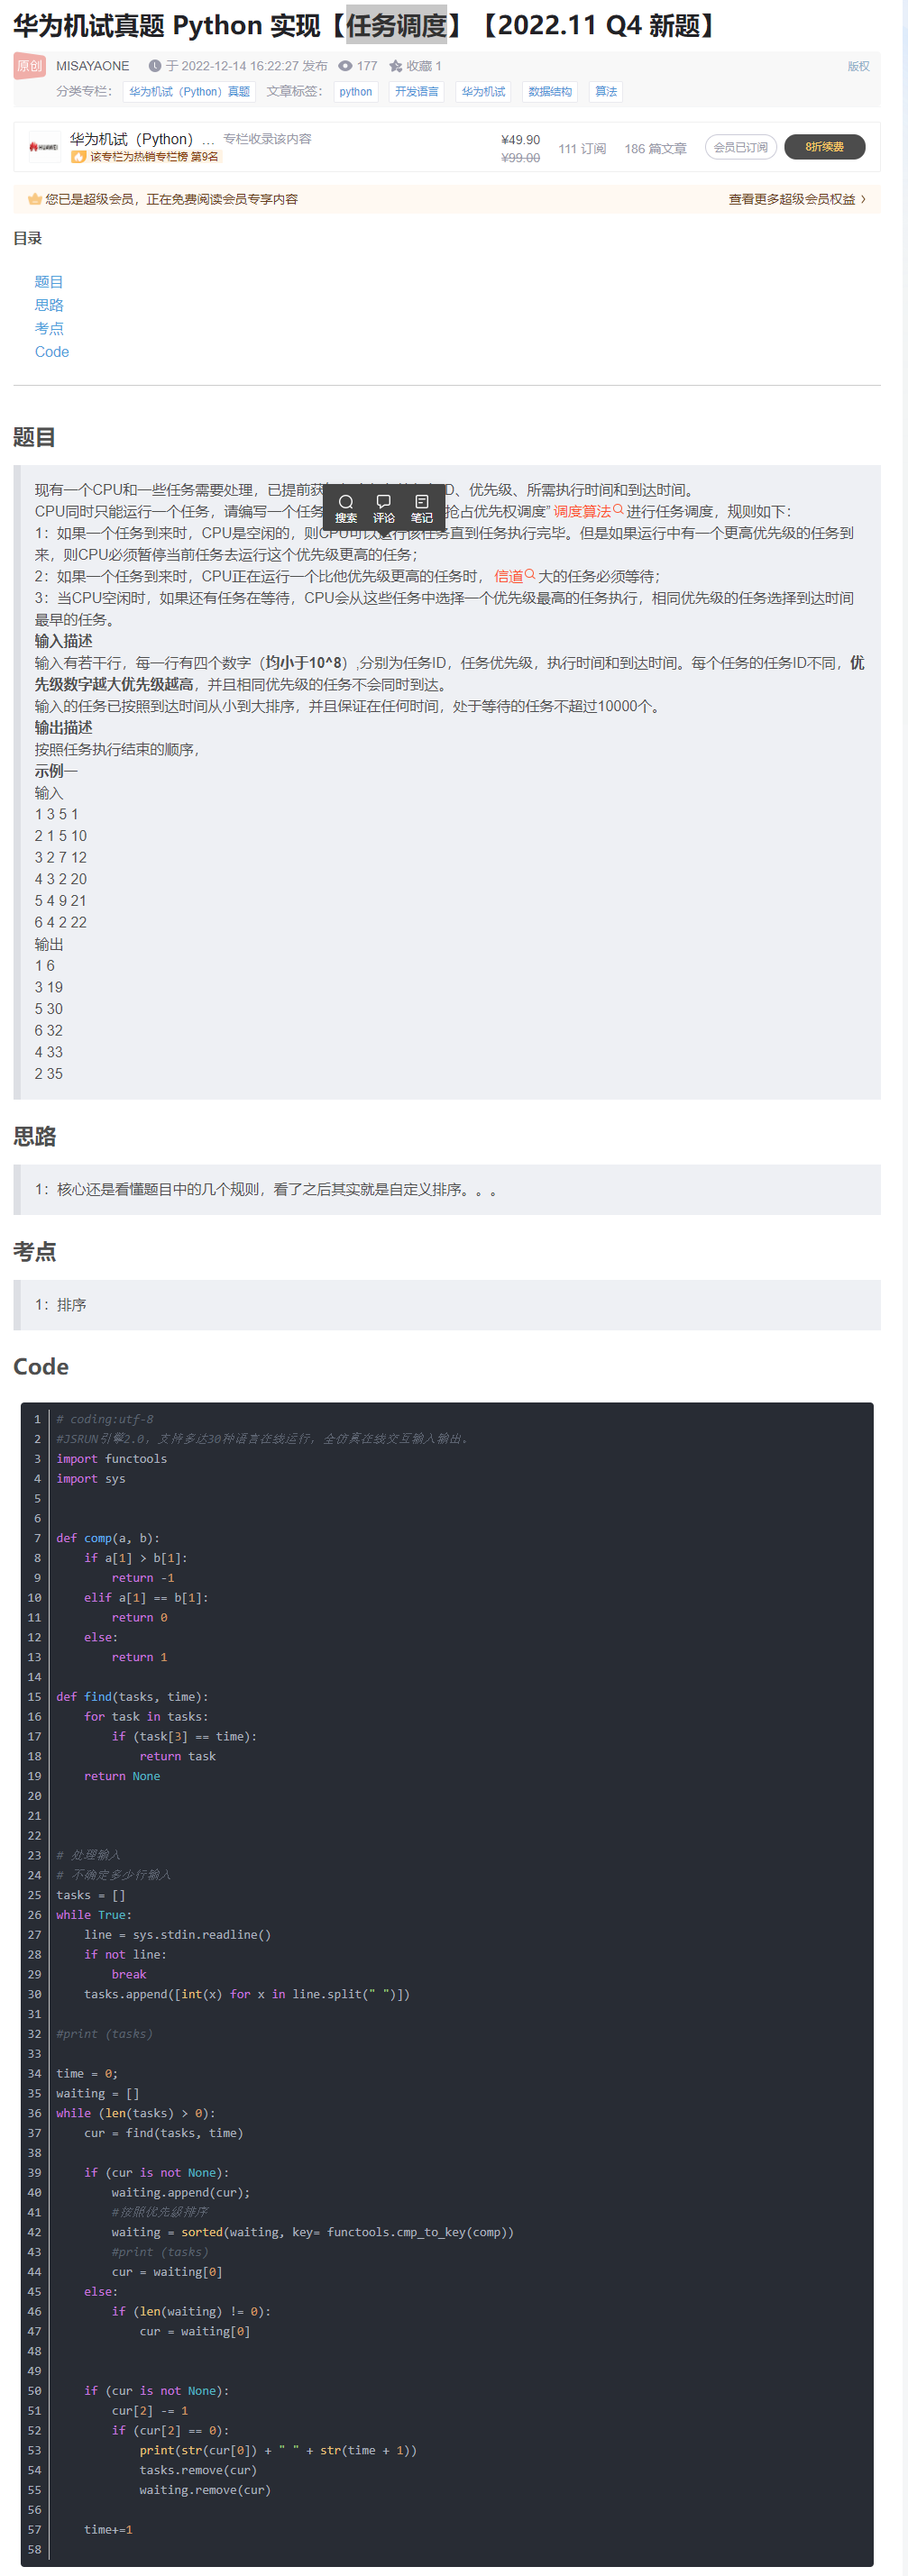 华为机试真题 Python 实现【任务调度】【2022.11 Q4 新题】
原创 MISAYAONE 于 2022-12-14 16:22:27 发布 177 收藏 1 版权
分类专栏： 华为机试（Python）真题 文章标签： python 开发语言 华为机试 数据结构 算法
HUAWEI 华为机试（Python）... 专栏收录该内容 ¥49.90 111 订阅 186 篇文章 会员已订阅 8折续费
该专栏为热销专栏榜 第9名 ¥99.00
您已是超级会员，正在免费阅读会员专享内容 查看更多超级会员权益
目录
题目
思路
考点
Code
题目
现有一个CPU和一些任务需要处理，已提前获 D、优先级、所需执行时间和到达时间。
CPU同时只能运行一个任务，请编写一个任务 抢占优先权调度” 调度算法 进行任务调度，规则如下：
搜索 评论 笔记
1：如果一个任务到来时，CPU是空闲的，则CPU可以运行该任务直到任务执行完毕。但是如果运行中有一个更高优先级的任务到
来，则CPU必须暂停当前任务去运行这个优先级更高的任务；
2：如果一个任务到来时，CPU正在运行一个比他优先级更高的任务时， 信道 大的任务必须等待；
3：当CPU空闲时，如果还有任务在等待，CPU会从这些任务中选择一个优先级最高的任务执行，相同优先级的任务选择到达时间
最早的任务。
输入描述
输入有若干行，每一行有四个数字（均小于10^8）,分别为任务ID，任务优先级，执行时间和到达时间。每个任务的任务ID不同，优
先级数字越大优先级越高，并且相同优先级的任务不会同时到达。
输入的任务已按照到达时间从小到大排序，并且保证在任何时间，处于等待的任务不超过10000个。
输出描述
按照任务执行结束的顺序，
示例一
输入
1 3 5 1
2 1 5 10
3 2 7 12
4 3 2 20
5 4 9 21
6 4 2 22
输出
1 6
3 19
5 30
6 32
4 33
2 35
思路
1：核心还是看懂题目中的几个规则，看了之后其实就是自定义排序。。。
考点
1：排序
Code
1 # coding:utf-8
2 #JSRUN引擎2.0，支持多达30种语言在线运行，全仿真在线交互输入输出。
3 import functools
4 import sys
5
6
7 def comp(a, b):
8     if a[1] > b[1]:
9         return -1
10     elif a[1] == b[1]:
11         return 0
12     else:
13         return 1
14
15 def find(tasks, time):
16     for task in tasks:
17         if (task[3] == time):
18             return task
19     return None
20
21
22
23 # 处理输入
24 # 不确定多少行输入
25 tasks = []
26 while True:
27     line = sys.stdin.readline()
28     if not line:
29         break
30     tasks.append([int(x) for x in line.split(" ")])
31
32 #print (tasks)
33
34 time = 0;
35 waiting = []
36 while (len(tasks) > 0):
37     cur = find(tasks, time)
38
39     if (cur is not None):
40         waiting.append(cur);
41         #按照优先级排序
42         waiting = sorted(waiting, key= functools.cmp_to_key(comp))
43         #print (tasks)
44         cur = waiting[0]
45     else:
46         if (len(waiting) != 0):
47             cur = waiting[0]
48
49
50     if (cur is not None):
51         cur[2] -= 1
52         if (cur[2] == 0):
53             print(str(cur[0]) + " " + str(time + 1))
54             tasks.remove(cur)
55             waiting.remove(cur)
56
57     time+=1
58